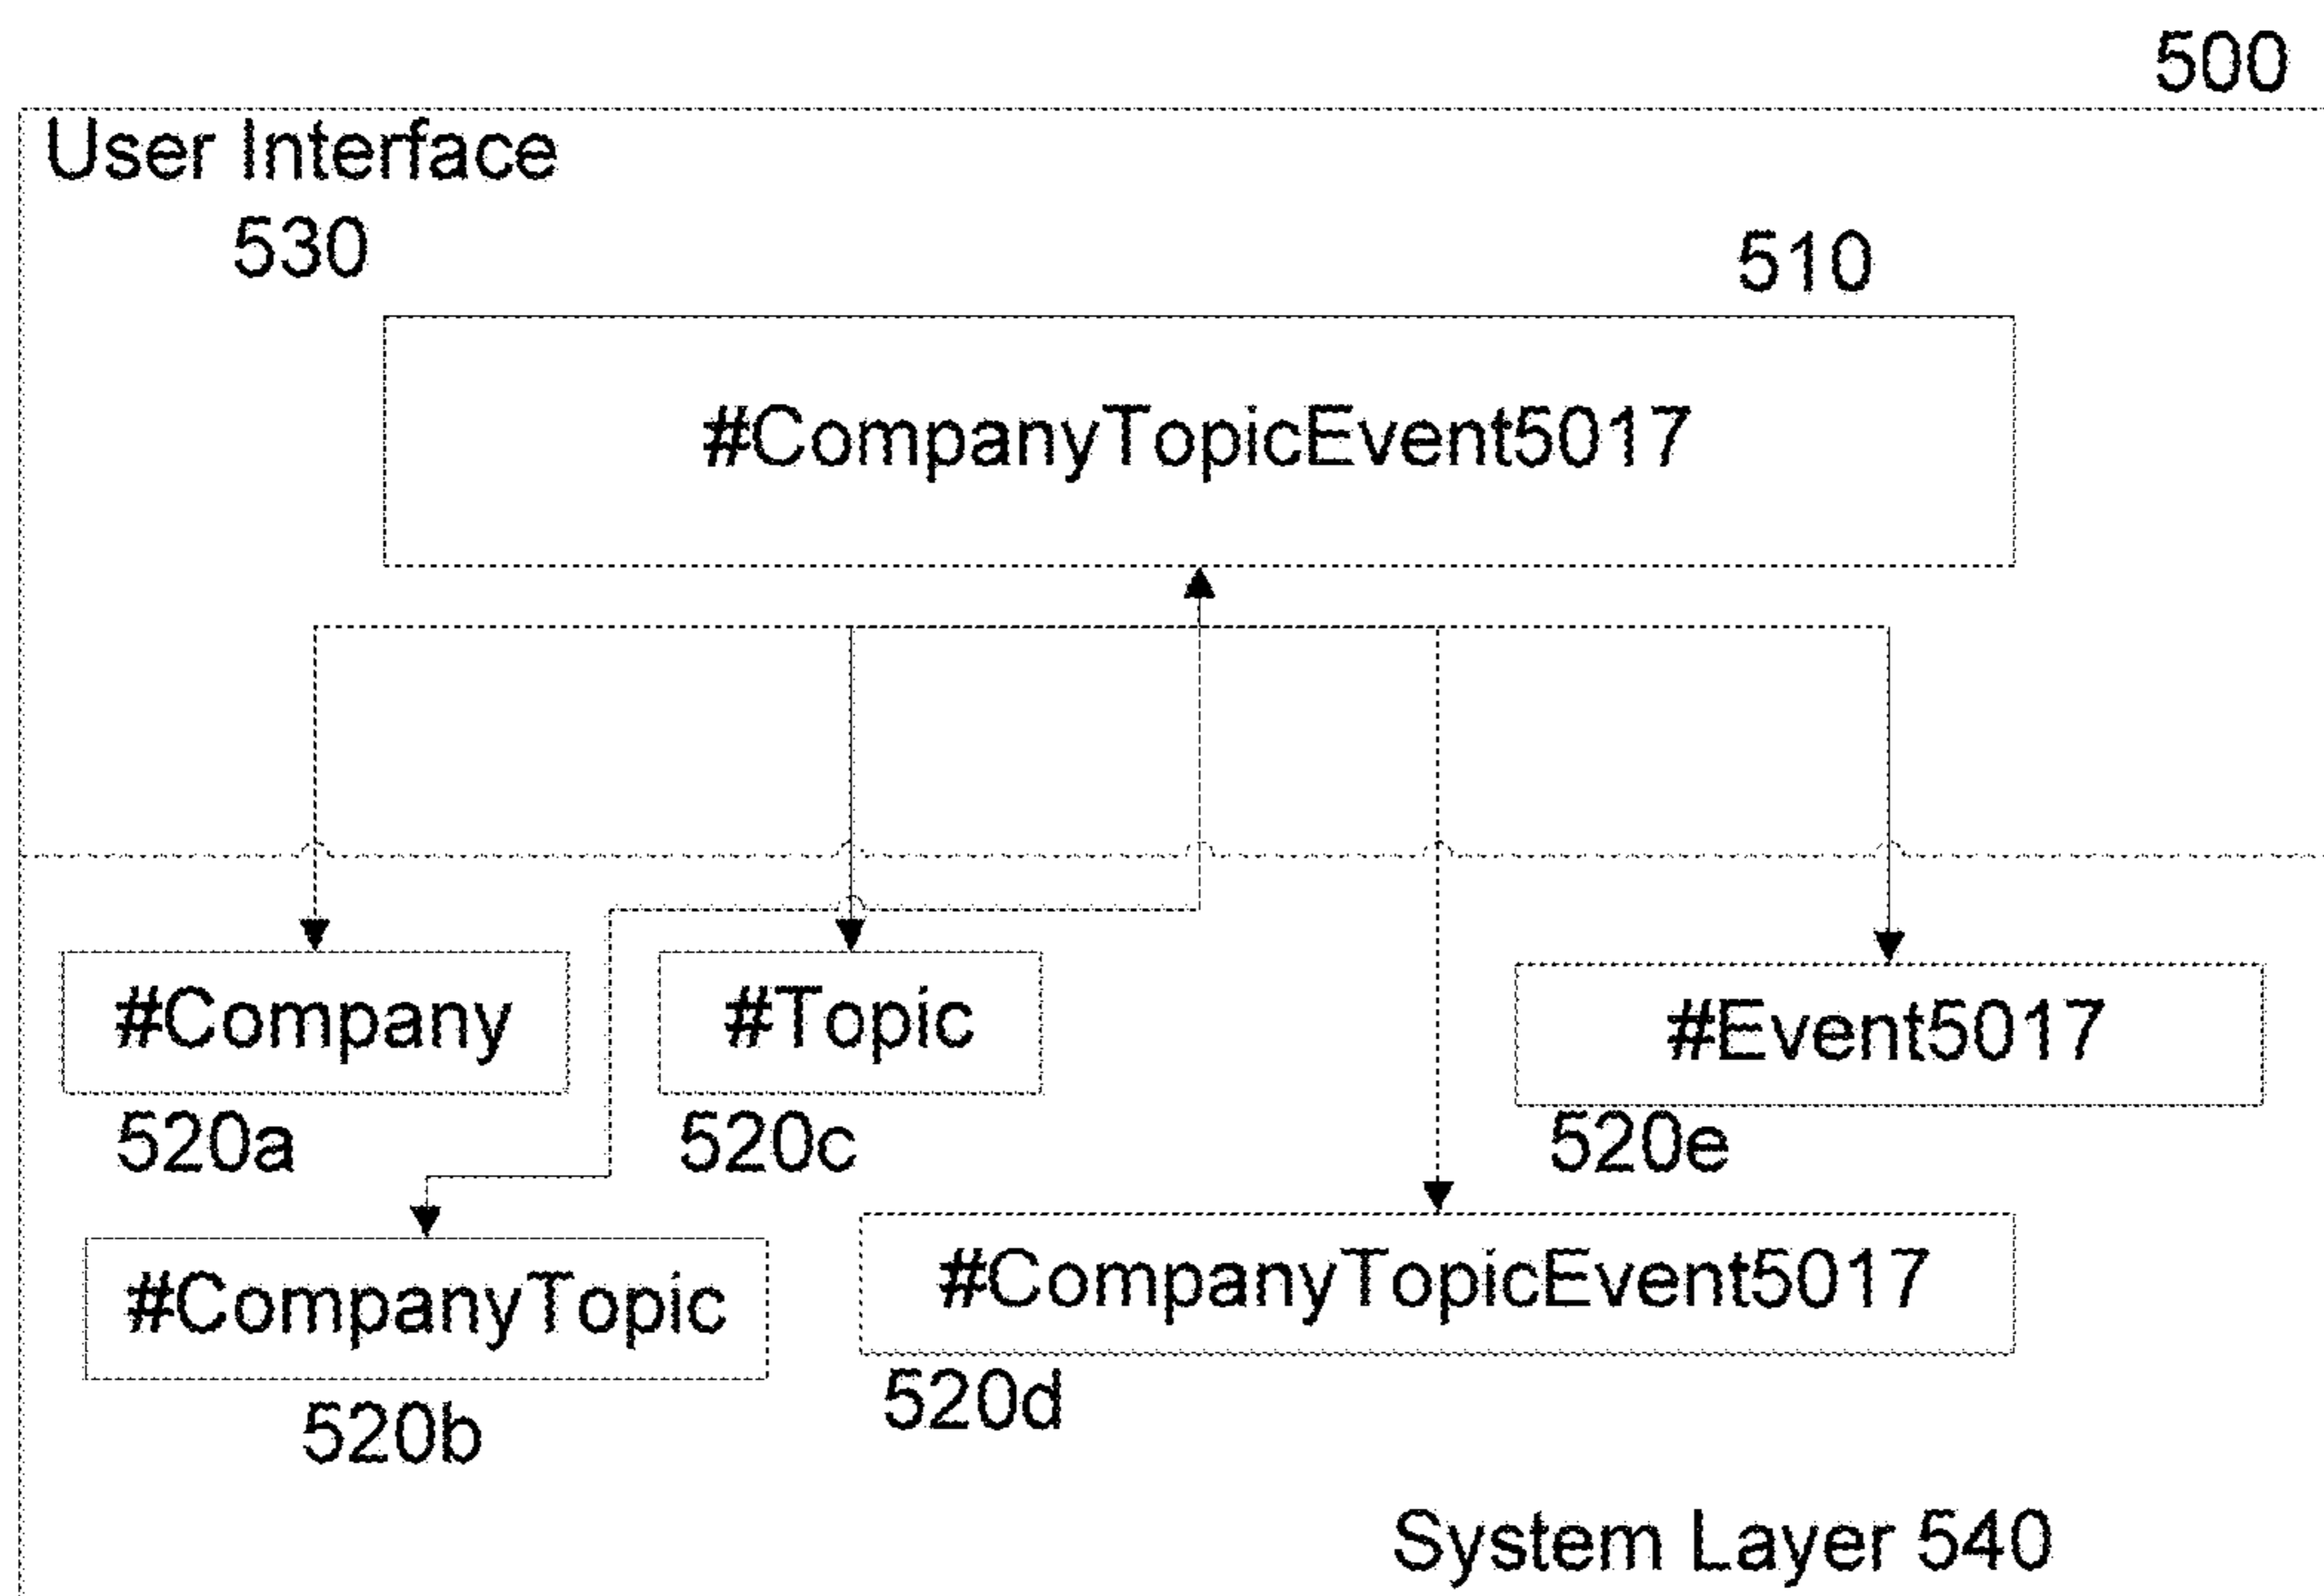 500
User Interface
530
510
#CompanyTopicEvent5017
#Company
#Topic
#Event5017
520a
520c
520e
#CompanyTopic
#CompanyTopicEvent5017
520b
520d
System Layer 540